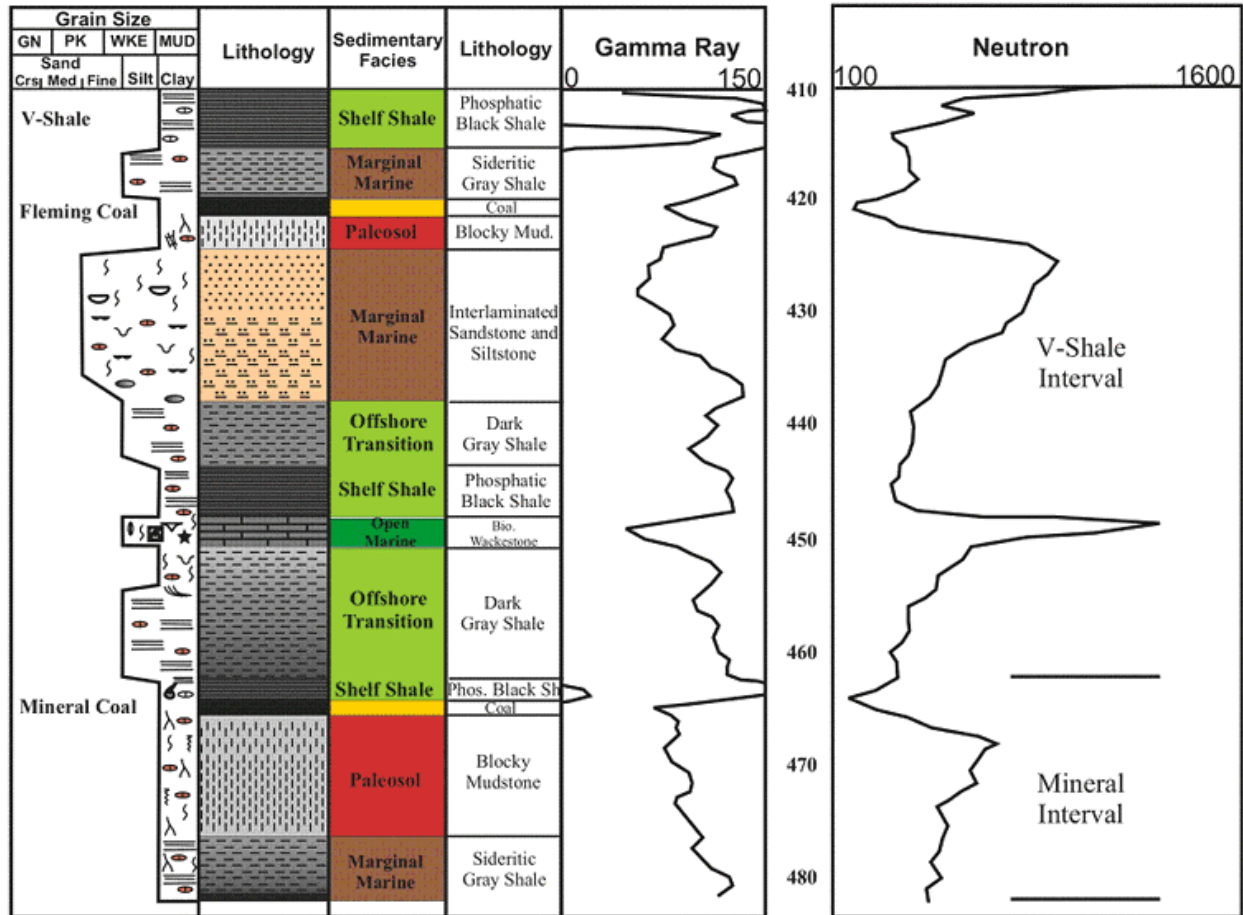 Grain Size
GN PK WKE MUD
Sand
Crs Med Fine Silt Clay
Lithology
Sedimentary
Facies
Lithology
Gamma Ray
0 150
Neutron
100 1600
V-Shale
Fleming Coal
Mineral Coal
Shelf Shale
Marginal
Marine
Paleosol
Marginal
Marine
Offshore
Transition
Shelf Shale
Open
Marine
Offshore
Transition
Shelf Shale
Paleosol
Marginal
Marine
Phosphatic
Black Shale
Sideritic
Gray Shale
Coal
Blocky Mud.
Interlaminated
Sandstone and
Siltstone
Dark
Gray Shale
Phosphatic
Black Shale
Bio.
Wackestone
Dark
Gray Shale
Phos. Black Sh
Coal
Blocky
Mudstone
Sideritic
Gray Shale
410
420
430
440
450
460
470
480
V-Shale
Interval
Mineral
Interval